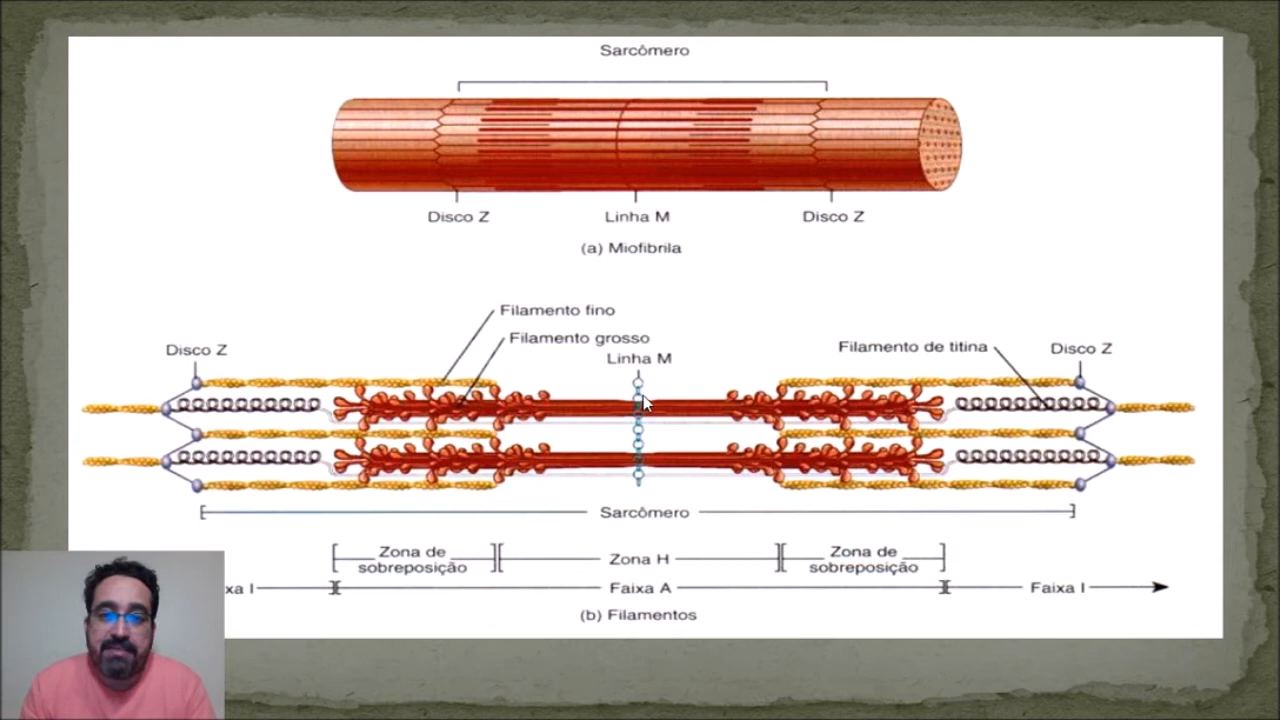 Sarcômero
Disco Z
Linha M
Disco Z
(a) Miofibrila
Filamento fino
Filamento grosso
Linha M
Filamento de titina
Disco Z
Disco Z
Sarcômero
Zona de
sobreposição
Zona H
Zona de
sobreposição
xa I
Faixa A
Faixa I
(b) Filamentos